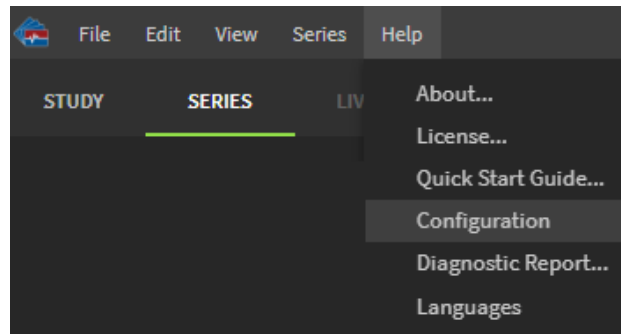 File Edit View Series Help
STUDY SERIES LIV
About...
License...
Quick Start Guide...
Configuration
Diagnostic Report...
Languages